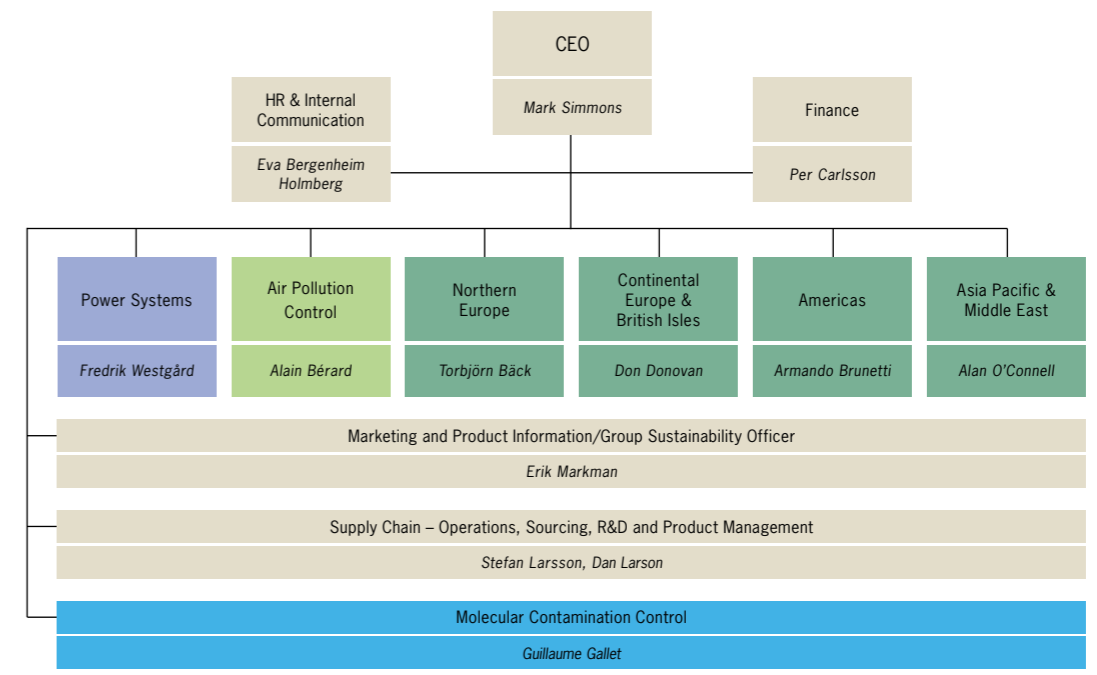 CEO
Mark Simmons
HR & Internal
Communication
Eva Bergenheim
Holmberg
Finance
Per Carlsson
Power Systems
Fredrik Westgård
Air Pollution
Control
Alain Bérard
Northern
Europe
Torbjörn Bäck
Continental
Europe &
British Isles
Don Donovan
Americas
Armando Brunetti
Asia Pacific &
Middle East
Alan O’Connell
Marketing and Product Information/Group Sustainability Officer
Erik Markman
Supply Chain – Operations, Sourcing, R&D and Product Management
Stefan Larsson, Dan Larson
Molecular Contamination Control
Guillaume Gallet